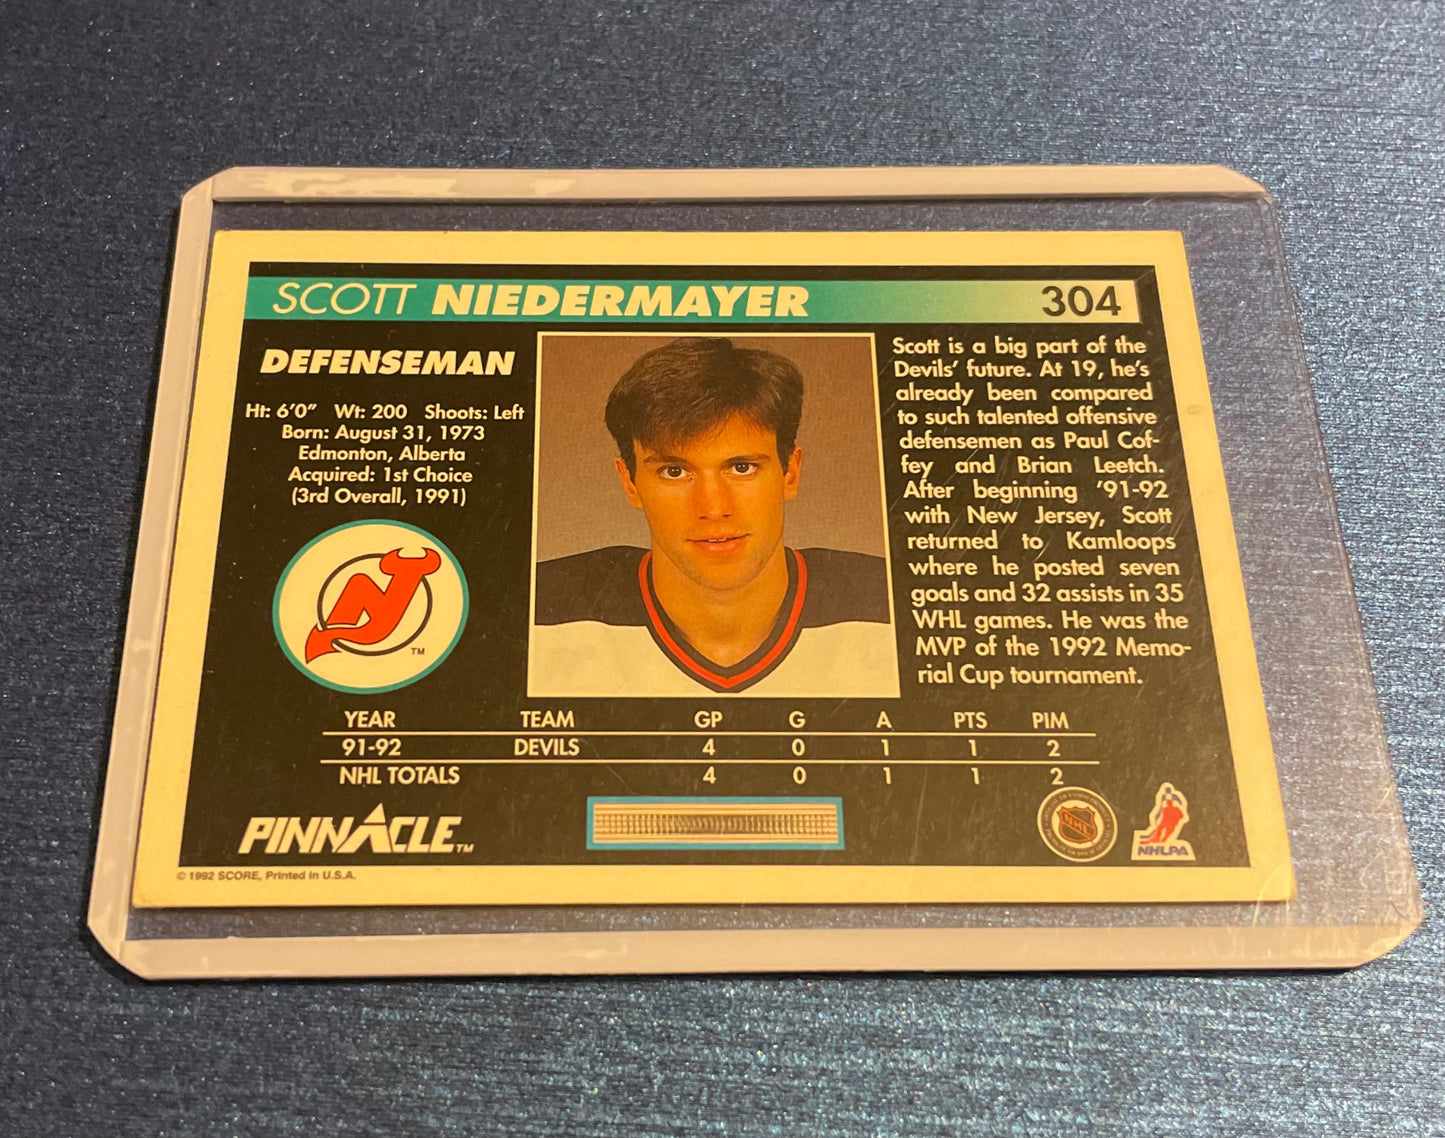 SCOTT NIEDERMAYER 304
DEFENSEMAN
Ht: 6'0" Wt: 200 Shoots: Left
Born: August 31, 1973
Edmonton, Alberta
Acquired: 1st Choice
(3rd Overall, 1991)
TM
Scott is a big part of the
Devils' future. At 19, he's
already been compared
to such talented offensive
defensemen as Paul Cof-
fey and Brian Leetch.
After beginning '91-92
with New Jersey, Scott
returned to Kamloops
where he posted seven
goals and 32 assists in 35
WHL games. He was the
MVP of the 1992 Memo-
rial Cup tournament.
YEAR TEAM GP G A PTS PIM
91-92 DEVILS 4 0 1 1 2
NHL TOTALS 4 0 1 1 2
PINNACLE TM
NHL
NHLPA
© 1992 SCORE, Printed in U.S.A.